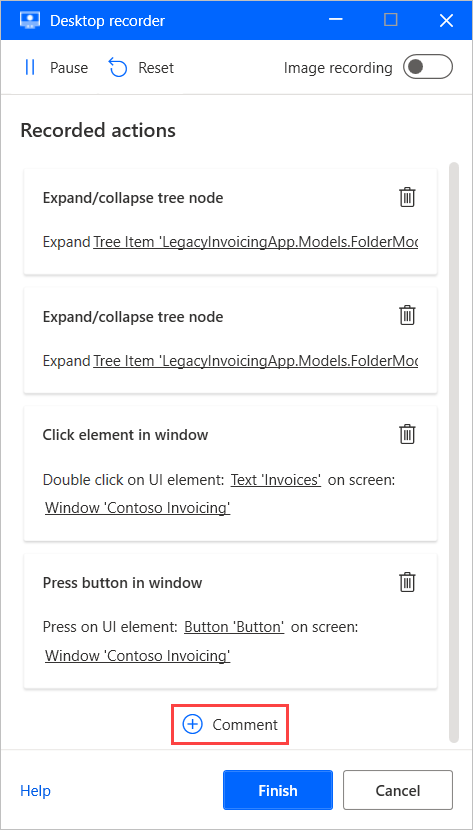 Desktop recorder
Pause Reset Image recording
Recorded actions
Expand/collapse tree node
Expand Tree Item 'LegacyInvoicingApp.Models.FolderMod
Expand/collapse tree node
Expand Tree Item 'LegacyInvoicingApp.Models.FolderMod
Click element in window
Double click on UI element: Text 'Invoices' on screen:
Window 'Contoso Invoicing'
Press button in window
Press on UI element: Button 'Button' on screen:
Window 'Contoso Invoicing'
Comment
Help Finish Cancel